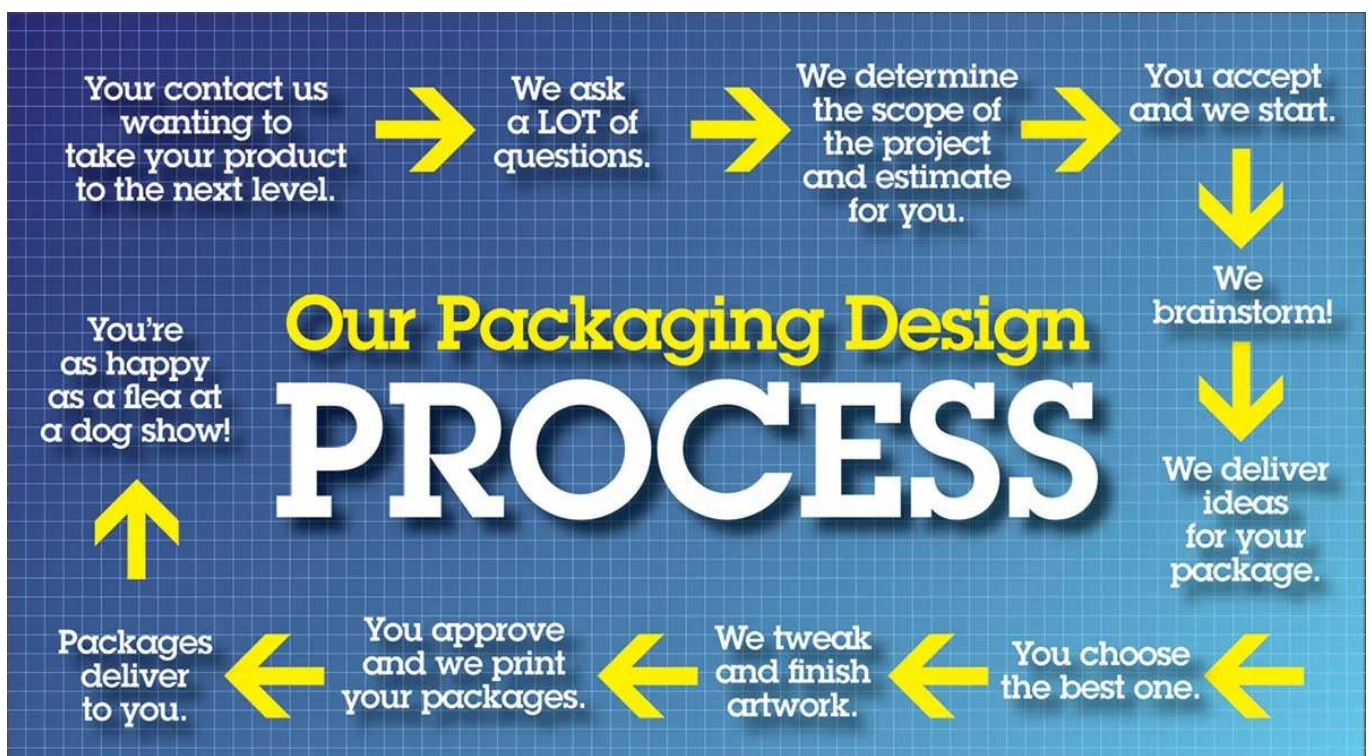 Your contact us
wanting to
take your product
to the next level.
We ask
a LOT of
questions.
We determine
the scope of
the project
and estimate
for you.
You accept
and we start.
We
brainstorm!
We deliver
ideas
for your
package.
You choose
the best one.
We tweak
and finish
artwork.
You approve
and we print
your packages.
Packages
deliver
to you.
You're
as happy
as a flea at
a dog show!
Our Packaging Design
PROCESS